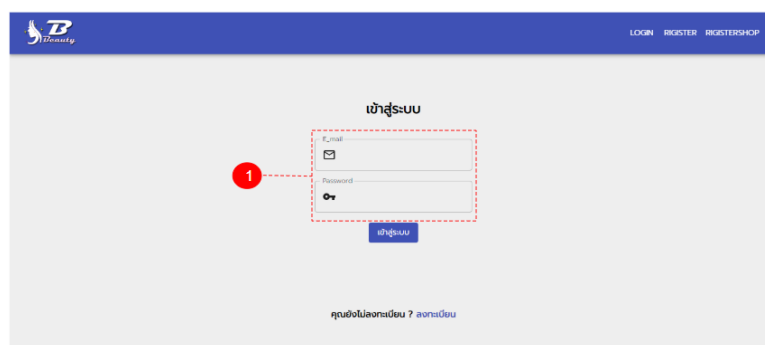 B
Beauty
LOGIN RIGISTER RIGISTERSHOP
เข้าสู่ระบบ
E_mail
1
Password
เข้าสู่ระบบ
คุณยังไม่ลงทะเบียน ? ลงทะเบียน